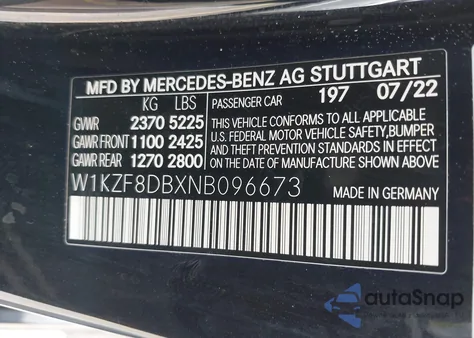 MFD BY MERCEDES-BENZ AG STUTTGART
KG LBS PASSENGER CAR 197 07/22
GVWR 2370 5225
GAWR FRONT 1100 2425
GAWR REAR 1270 2800
THIS VEHICLE CONFORMS TO ALL APPLICABLE
U.S. FEDERAL MOTOR VEHICLE SAFETY,BUMPER
AND THEFT PREVENTION STANDARDS IN EFFECT
ON THE DATE OF MANUFACTURE SHOWN ABOVE.
W1KZF8DBXNB096673 MADE IN GERMANY
autoSnap